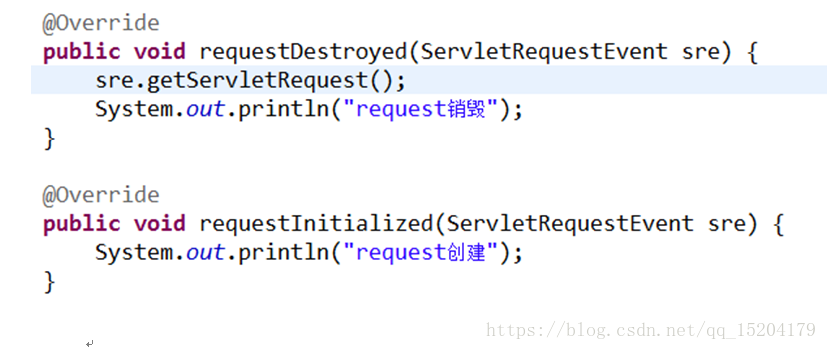 @Override
public void requestDestroyed(ServletRequestEvent sre) {
    sre.getServletRequest();
    System.out.println("request销毁");
}
@Override
public void requestInitialized(ServletRequestEvent sre) {
    System.out.println("request创建");
}
https://blog.csdn.net/qq_15204179